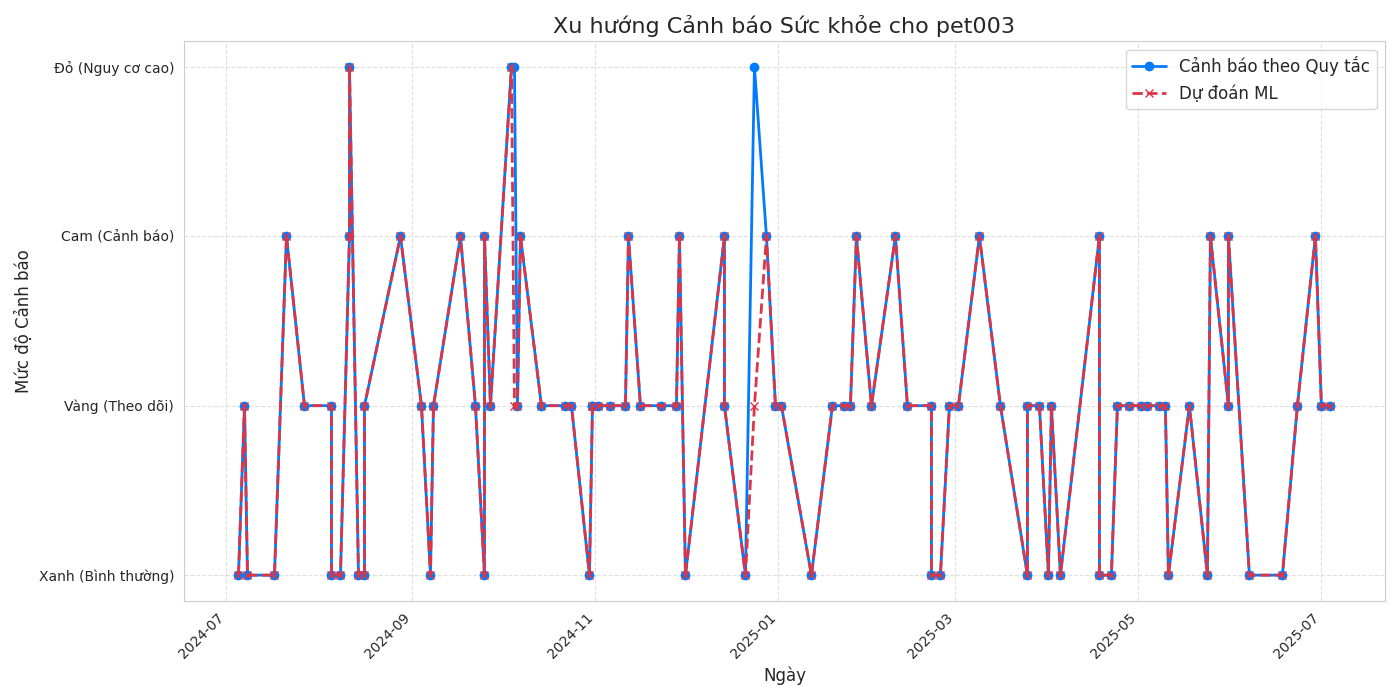 Xu hướng Cảnh báo Sức khỏe cho pet003
Cảnh báo theo Quy tắc
Dự đoán ML
Mức độ Cảnh báo
Đỏ (Nguy cơ cao)
Cam (Cảnh báo)
Vàng (Theo dõi)
Xanh (Bình thường)
2024-07
2024-09
2024-11
2025-01
2025-03
2025-05
2025-07
Ngày